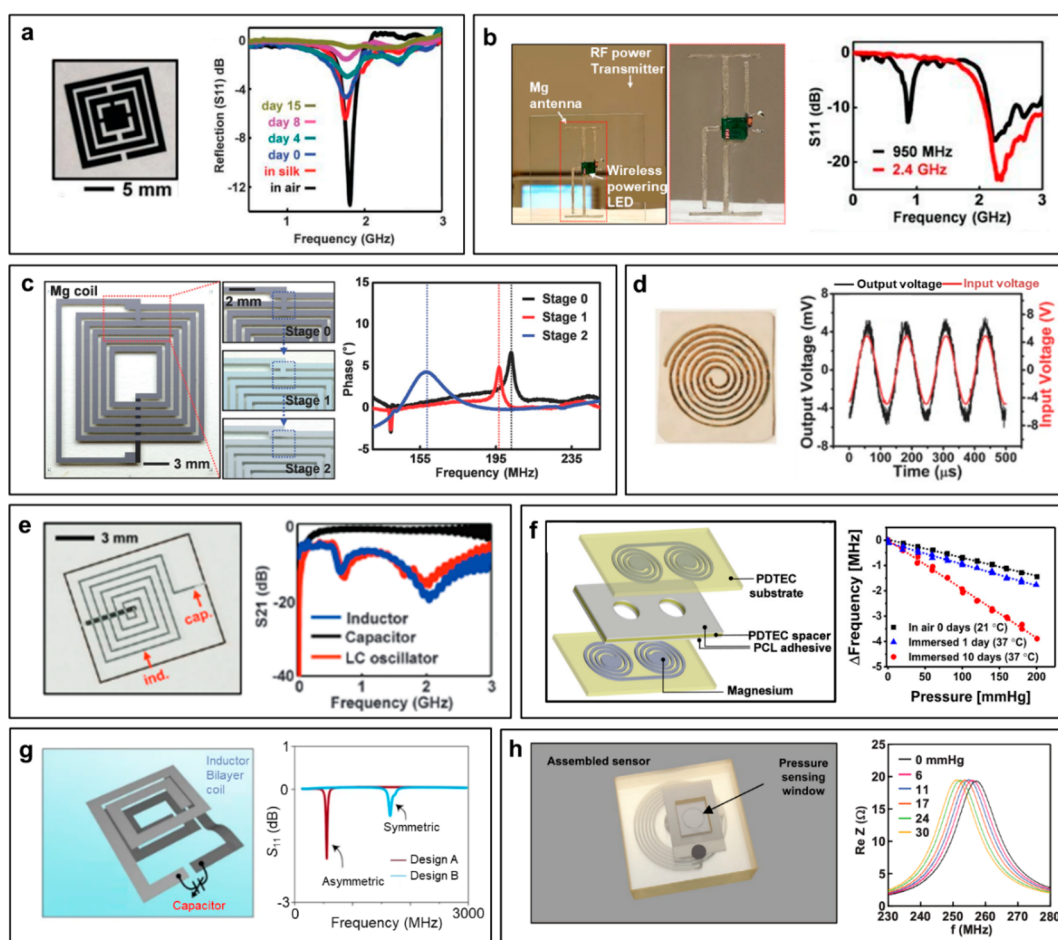 a
5 mm
Reflection (S11) dB
0
-4
-8
-12
day 15
day 8
day 4
day 0
in silk
in air
1
2
3
Frequency (GHz)
b
RF power
Transmitter
Mg
antenna
Wireless
powering
LED
S11 (dB)
0
-10
-20
950 MHz
2.4 GHz
0
1
2
3
Frequency (GHz)
c
Mg coil
3 mm
2 mm
Stage 0
Stage 1
Stage 2
Phase (°)
15
10
5
0
-5
Stage 0
Stage 1
Stage 2
155
195
245
Frequency (MHz)
d
Output voltage
Input voltage
Output Voltage (mV)
8
4
0
-4
-8
8
4
0
-4
-8
Input Voltage (V)
0
100
200
300
400
500
Time (μs)
e
3 mm
cap.
ind.
S21 (dB)
0
-20
-40
Inductor
Capacitor
LC oscillator
0
1
2
3
Frequency (GHz)
f
PDTEC
substrate
PDTEC spacer
PCL adhesive
Magnesium
ΔFrequency [MHz]
0
-1
-2
-3
-4
-5
In air 0 days (21 °C)
Immersed 1 day (37 °C)
Immersed 10 days (37 °C)
0
50
100
150
200
Pressure [mmHg]
g
Inductor
Bilayer
coil
Capacitor
S11 (dB)
1
0
-3
Symmetric
Asymmetric
Design A
Design B
0
3000
Frequency (MHz)
h
Assembled sensor
Pressure
sensing
window
Re Z (Ω)
25
20
15
10
5
0
0 mmHg
6
11
17
24
30
230
240
250
260
270
280
f (MHz)